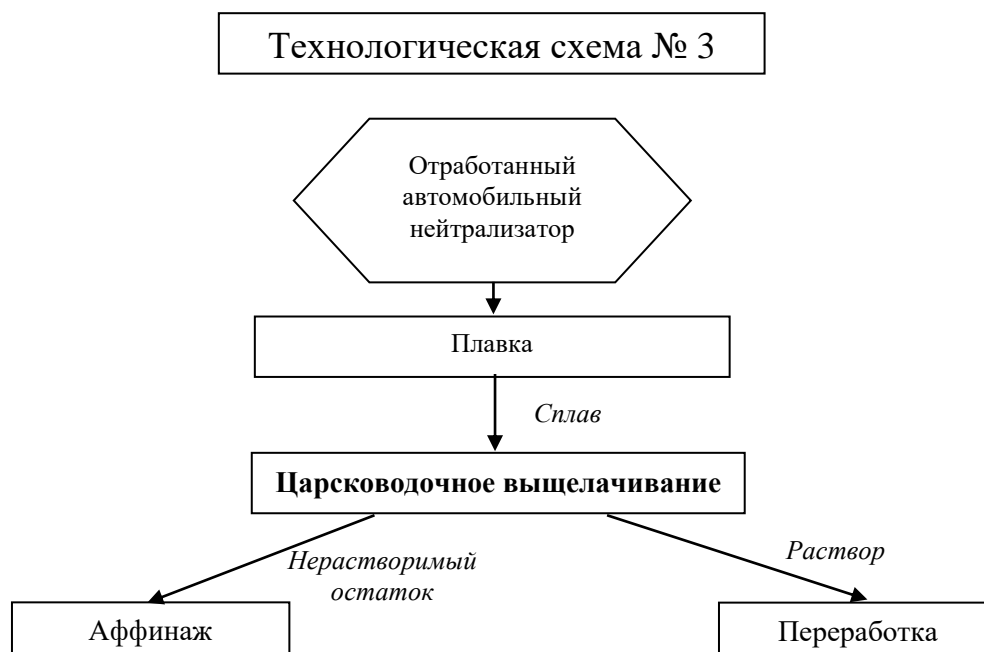 Технологическая схема № 3
Отработанный
автомобильный
нейтрализатор
Плавка
Сплав
Царсководочное выщелачивание
Нерастворимый
остаток
Раствор
Аффинаж
Переработка